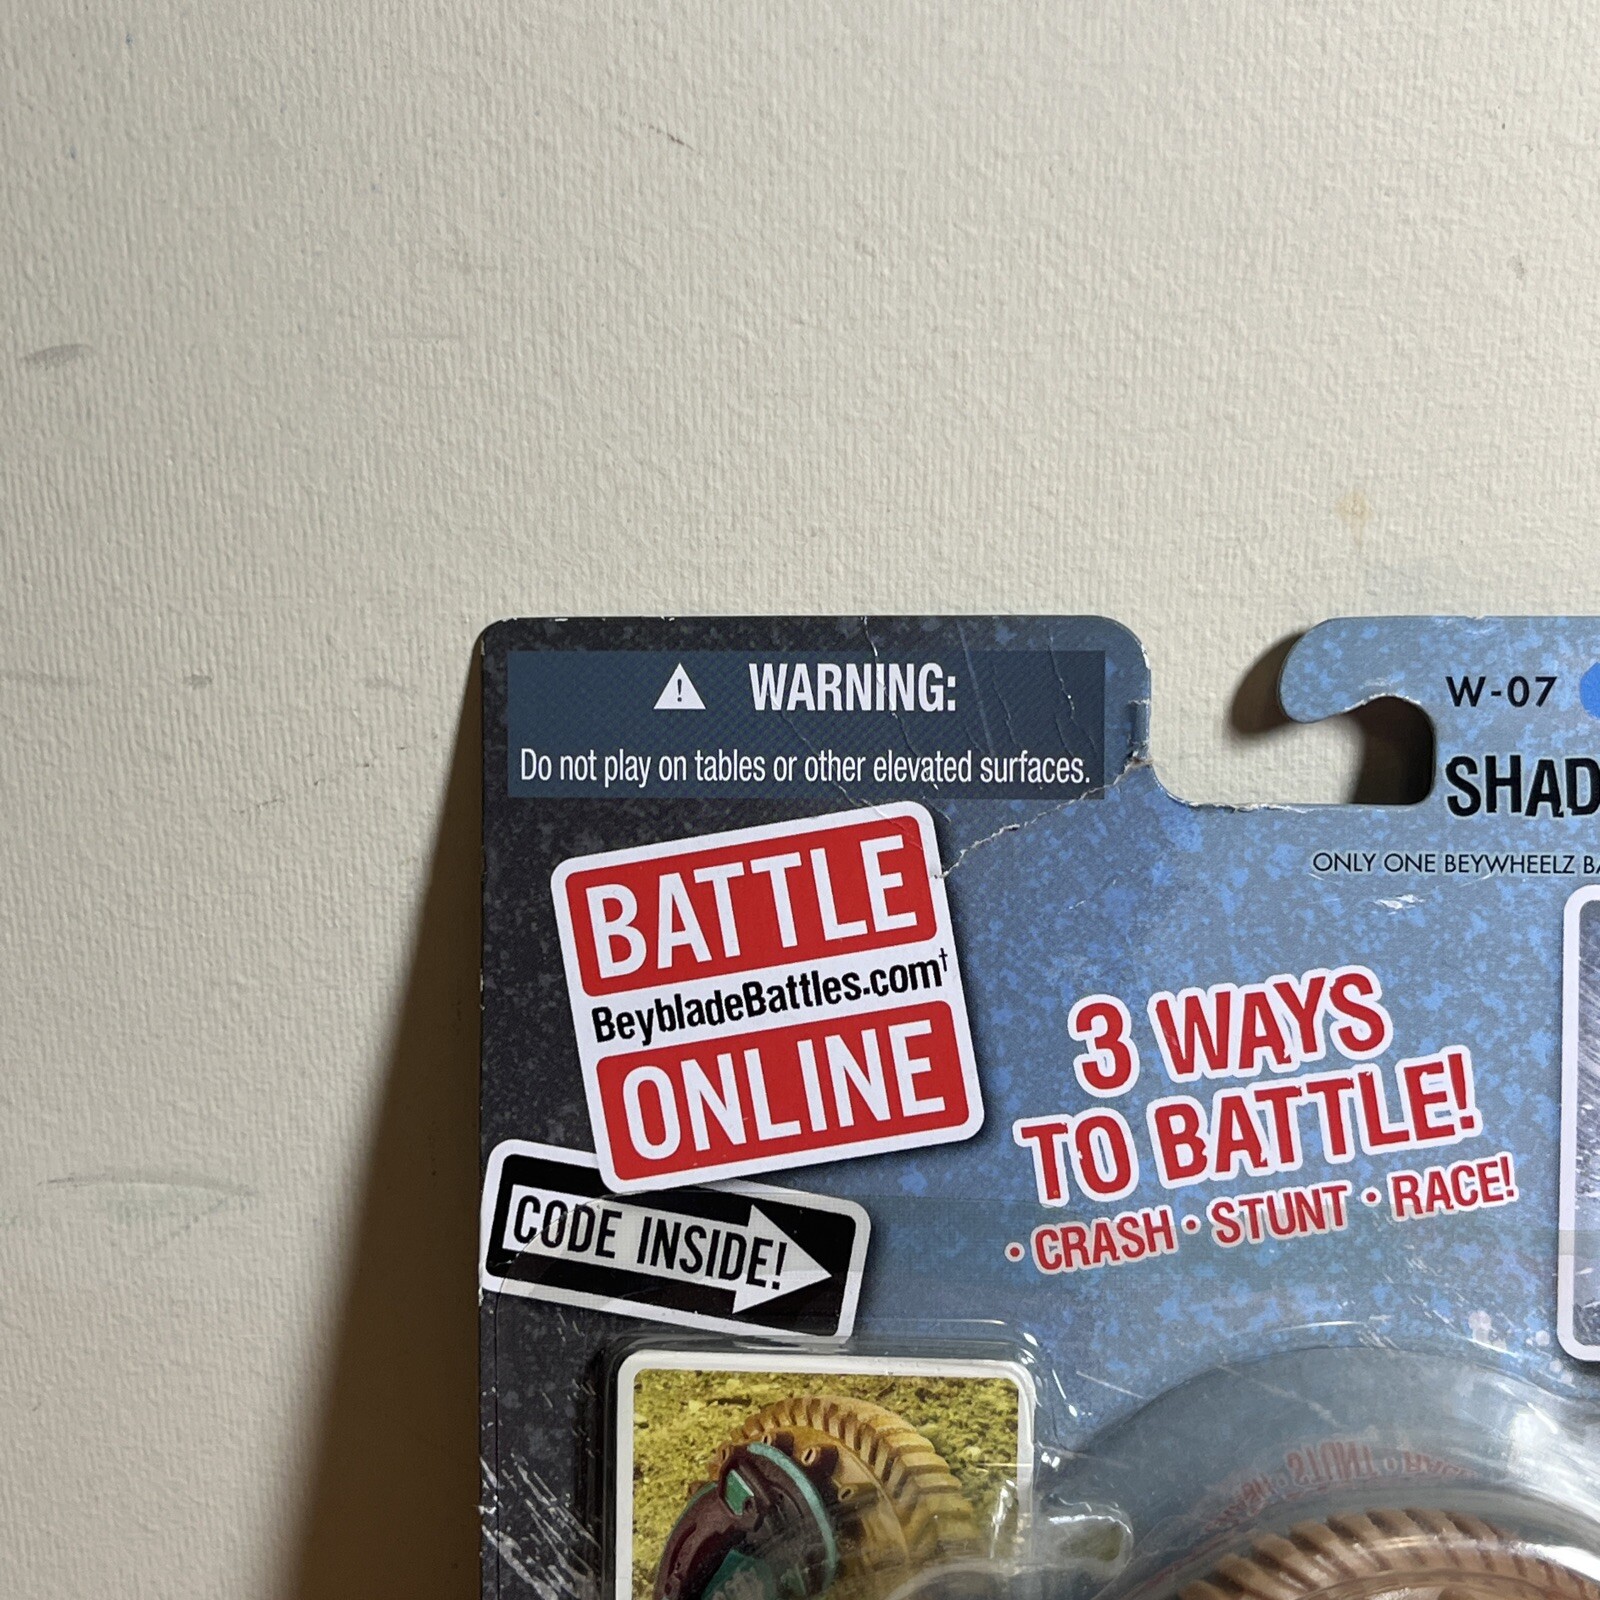 WARNING:
Do not play on tables or other elevated surfaces.
W-07
SHAD
ONLY ONE BEYWHEELZ
BATTLE
BeybladeBattles.com†
ONLINE
3 WAYS
TO BATTLE!
• CRASH • STUNT • RACE!
CODE INSIDE!